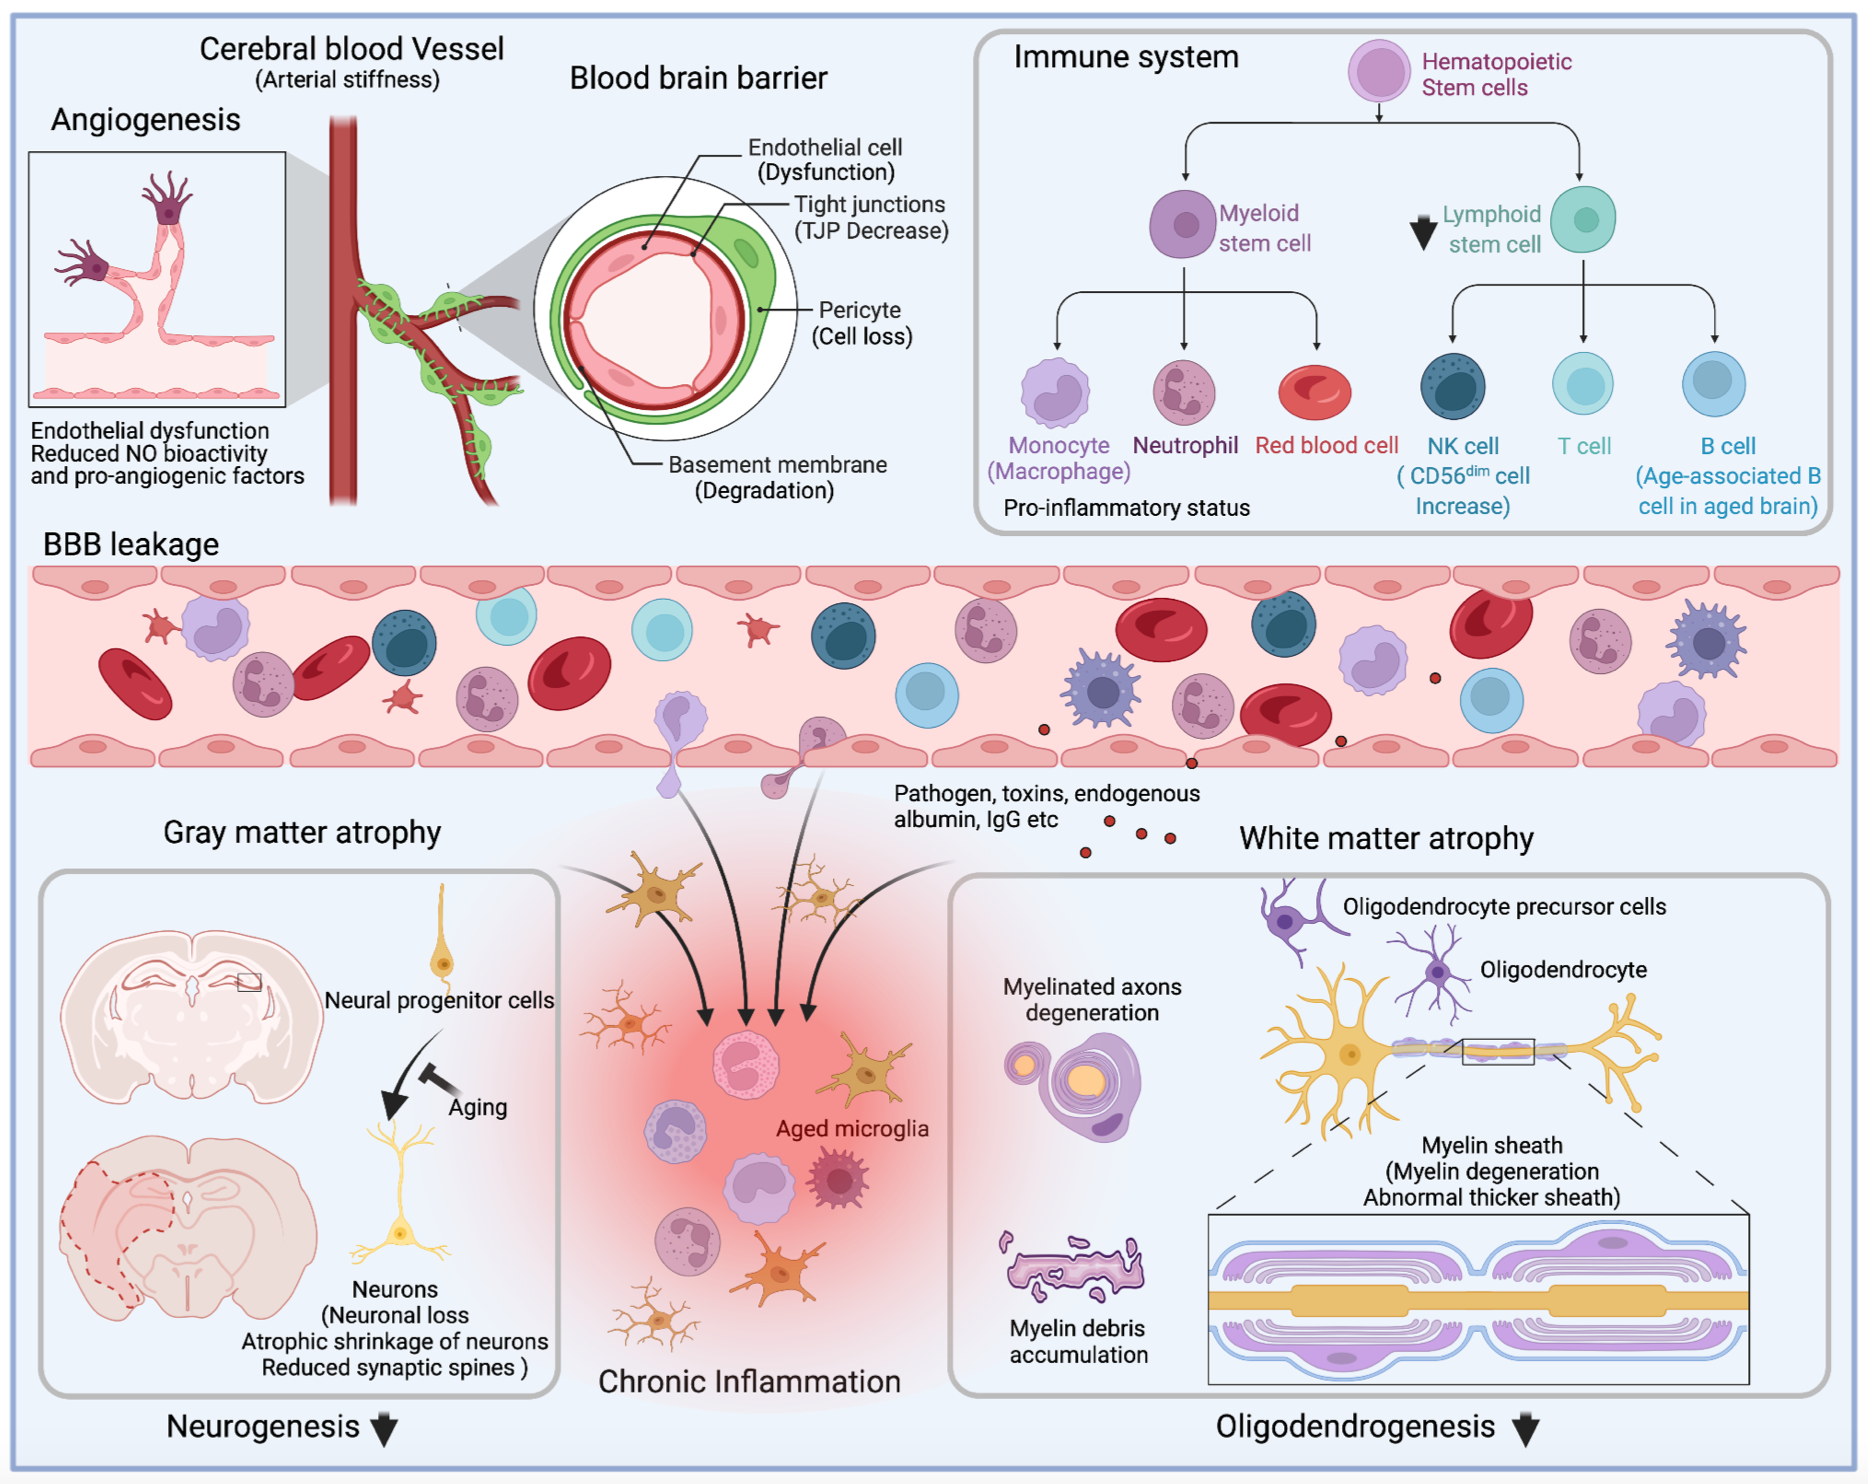 Cerebral blood Vessel
(Arterial stiffness)
Angiogenesis
Endothelial dysfunction
Reduced NO bioactivity
and pro-angiogenic factors
Blood brain barrier
Endothelial cell
(Dysfunction)
Tight junctions
(TJP Decrease)
Pericyte
(Cell loss)
Basement membrane
(Degradation)
Immune system
Hematopoietic
Stem cells
Myeloid
stem cell
Lymphoid
stem cell
Monocyte
(Macrophage)
Neutrophil
Red blood cell
NK cell
( CD56dim cell
Increase)
T cell
B cell
(Age-associated B
cell in aged brain)
Pro-inflammatory status
BBB leakage
Pathogen, toxins, endogenous
albumin, IgG etc
Gray matter atrophy
Neural progenitor cells
Aging
Neurons
(Neuronal loss
Atrophic shrinkage of neurons
Reduced synaptic spines )
Neurogenesis
Aged microglia
Chronic Inflammation
White matter atrophy
Oligodendrocyte precursor cells
Oligodendrocyte
Myelinated axons
degeneration
Myelin sheath
(Myelin degeneration
Abnormal thicker sheath)
Myelin debris
accumulation
Oligodendrogenesis